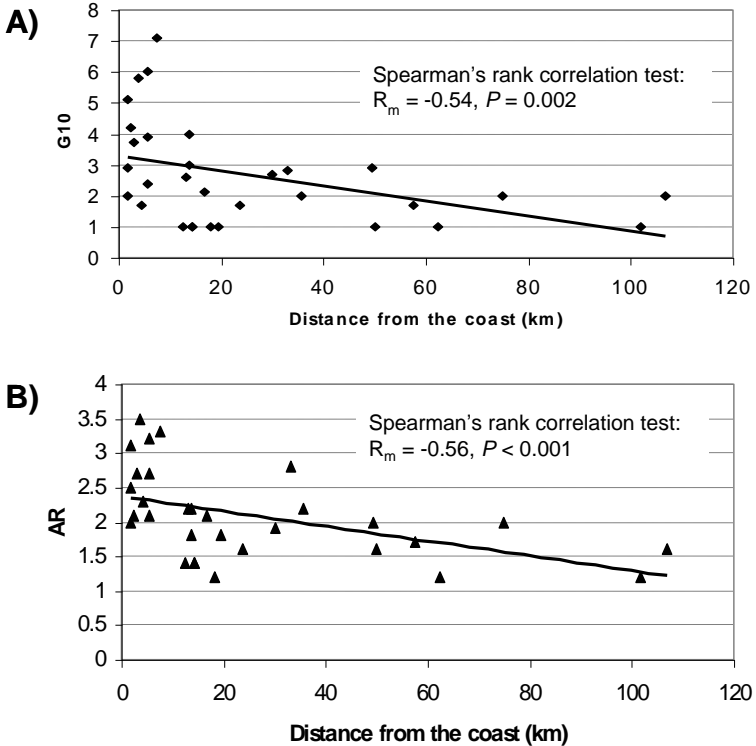 A)
8
7
6
5
4
3
2
1
0
G10
Spearman's rank correlation test:
Rm = -0.54, P = 0.002
0 20 40 60 80 100 120
Distance from the coast (km)
B)
4
3.5
3
2.5
2
1.5
1
0.5
0
AR
Spearman's rank correlation test:
Rm = -0.56, P < 0.001
0 20 40 60 80 100 120
Distance from the coast (km)